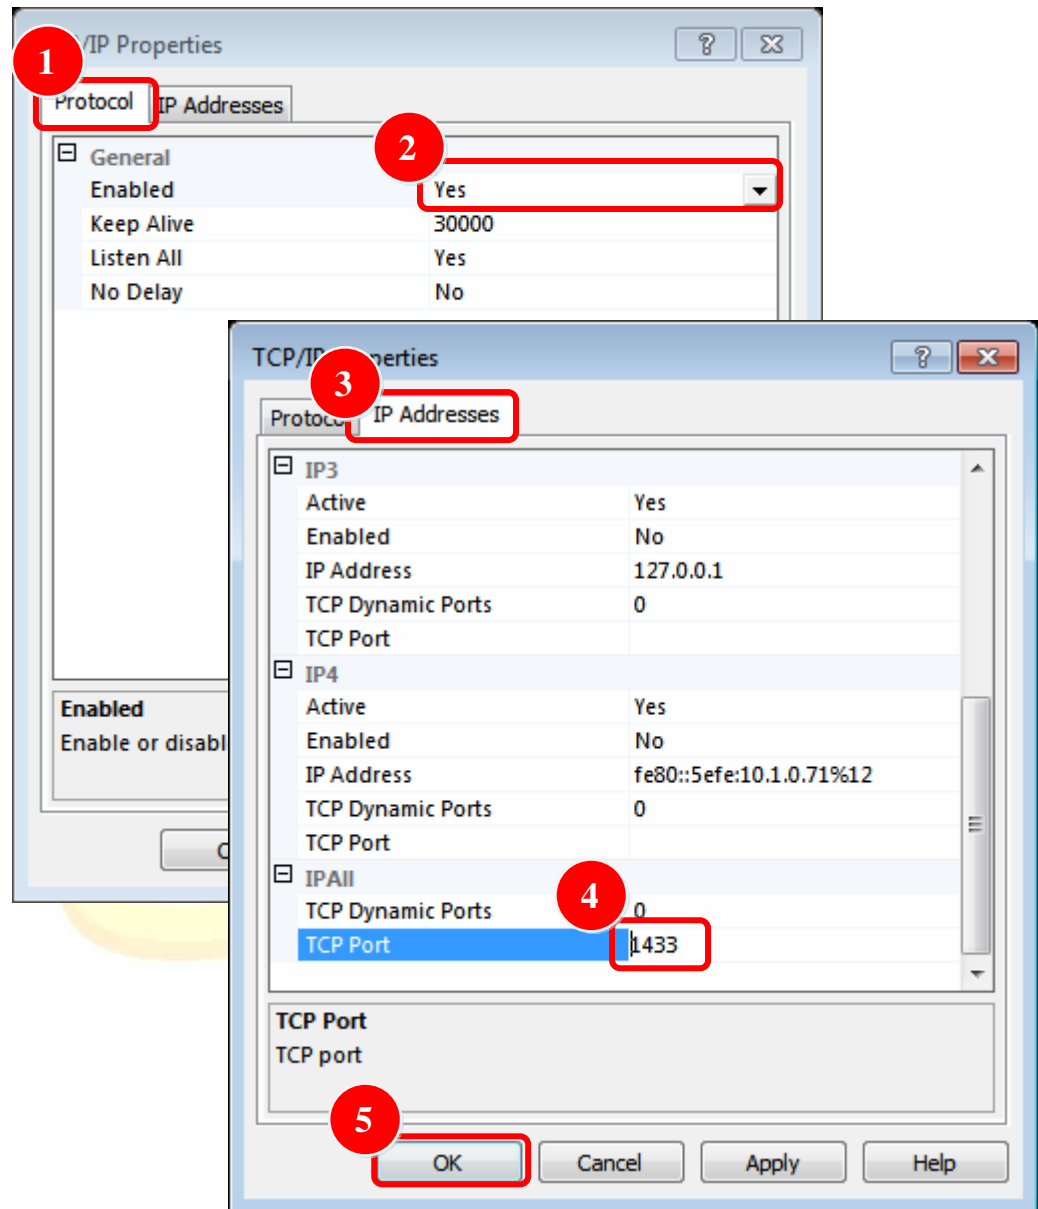 1
/IP Properties
Protocol IP Addresses
General
2
Enabled Yes
Keep Alive 30000
Listen All Yes
No Delay No
Enabled
Enable or disabl
TCP/IP perties
3
Protoco IP Addresses
IP3
Active Yes
Enabled No
IP Address 127.0.0.1
TCP Dynamic Ports 0
TCP Port
IP4
Active Yes
Enabled No
IP Address fe80::5efe:10.1.0.71%12
TCP Dynamic Ports 0
TCP Port
IPAll
4
TCP Dynamic Ports 0
TCP Port 1433
TCP Port
TCP port
5
OK Cancel Apply Help